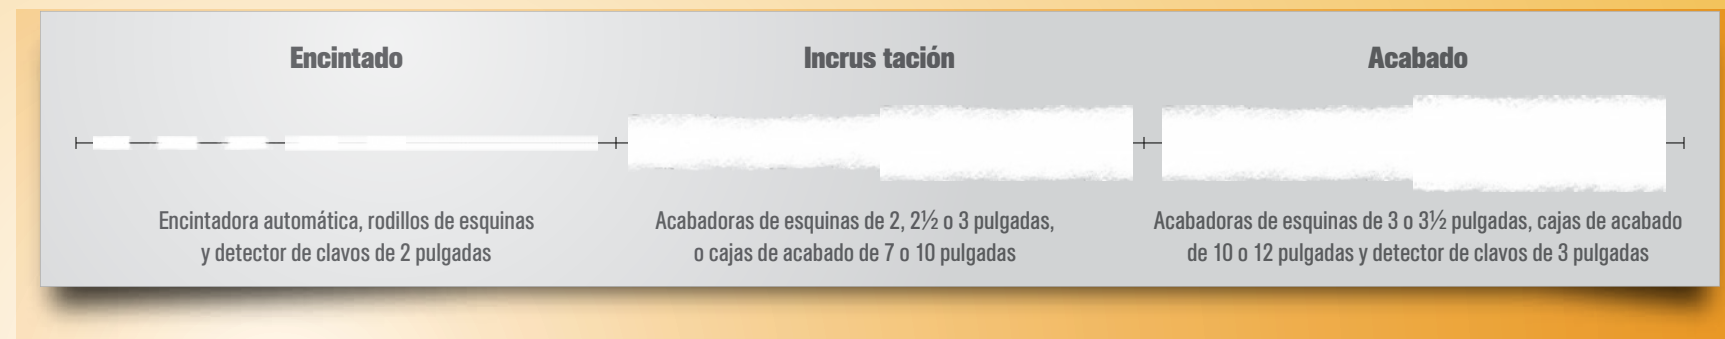 Encintado
Encintadora automática, rodillos de esquinas
y detector de clavos de 2 pulgadas
Incrus tación
Acabadoras de esquinas de 2, 2½ o 3 pulgadas,
o cajas de acabado de 7 o 10 pulgadas
Acabado
Acabadoras de esquinas de 3 o 3½ pulgadas, cajas de acabado
de 10 o 12 pulgadas y detector de clavos de 3 pulgadas